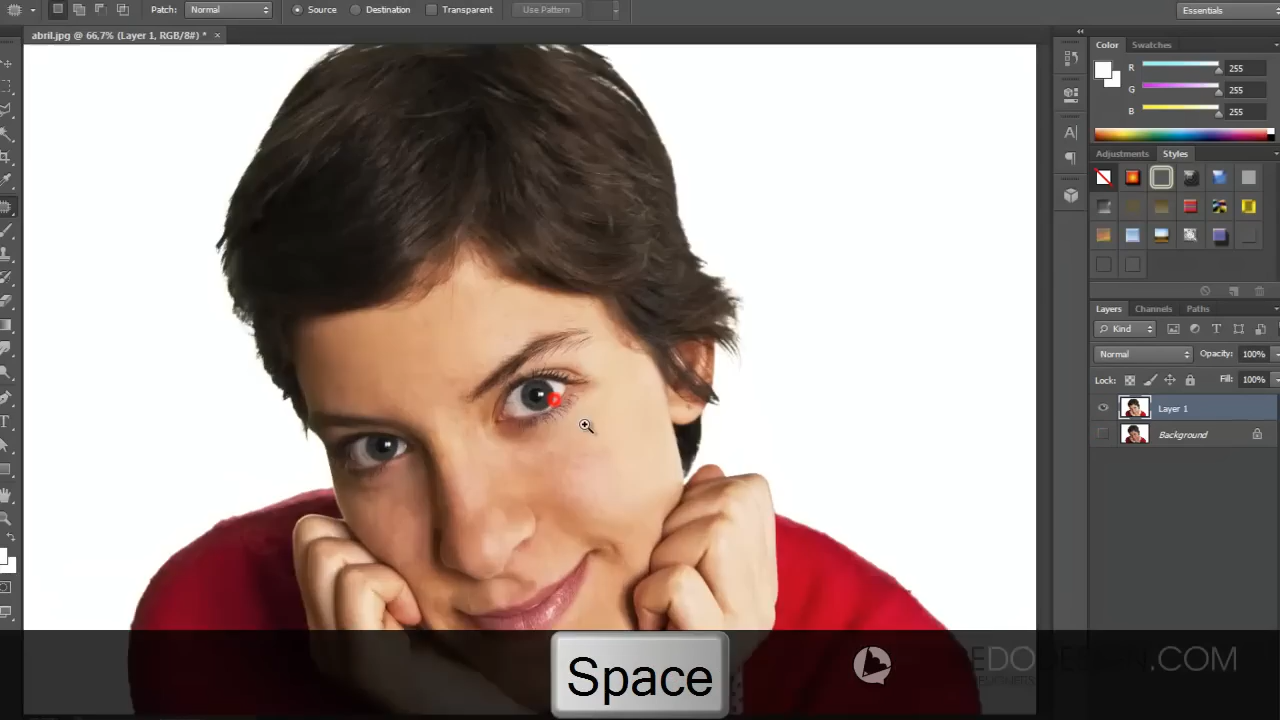 Patch: Normal Source Destination Transparent Use Pattern Essentials
abril.jpg @ 66,7% (Layer 1, RGB/8#) * ×
Color Swatches
R 255
G 255
B 255
A
Adjustments Styles
T
Layers Channels Paths
Kind T
Normal Opacity: 100%
Lock: Fill: 100%
Layer 1
Background
Space
EDODE .COM